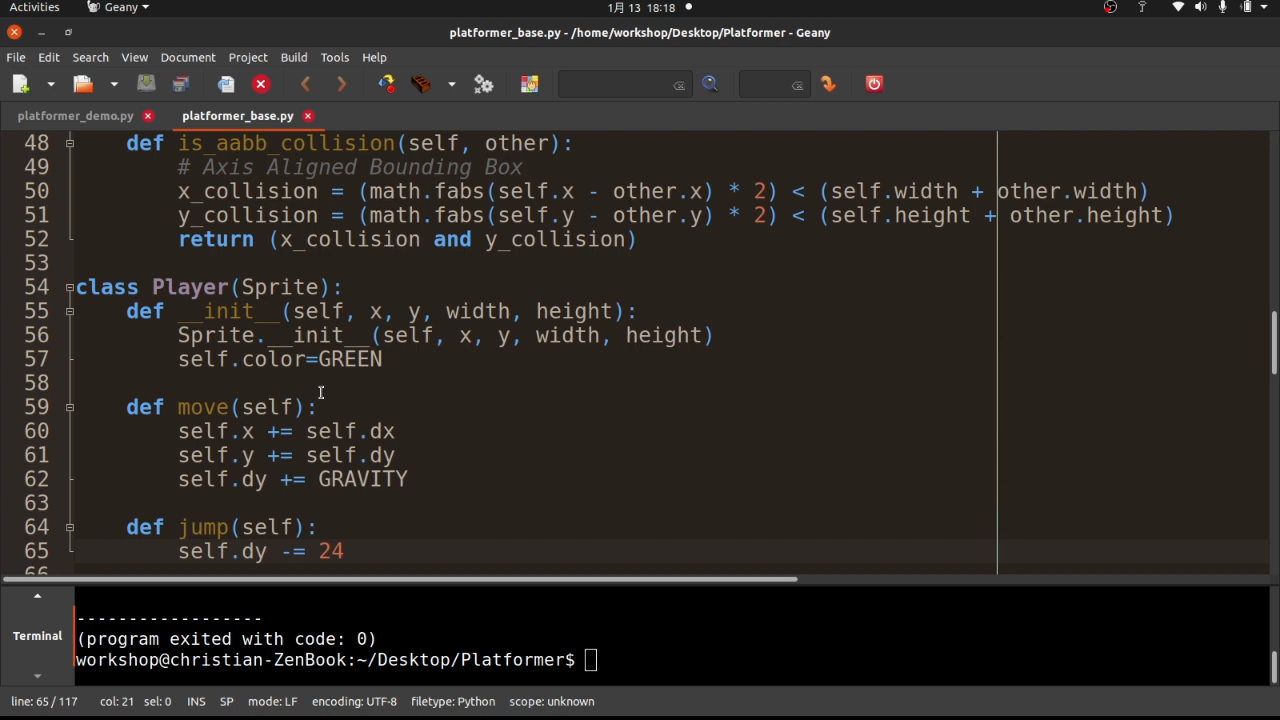 Activities
Geany
1月 13 18:18
platformer_base.py - /home/workshop/Desktop/Platformer - Geany
File Edit Search View Document Project Build Tools Help
platformer_demo.py platformer_base.py
48 def is_aabb_collision(self, other):
49 # Axis Aligned Bounding Box
50 x_collision = (math.fabs(self.x - other.x) * 2) < (self.width + other.width)
51 y_collision = (math.fabs(self.y - other.y) * 2) < (self.height + other.height)
52 return (x_collision and y_collision)
53
54 class Player(Sprite):
55 def __init__(self, x, y, width, height):
56 Sprite.__init__(self, x, y, width, height)
57 self.color=GREEN
58
59 def move(self):
60 self.x += self.dx
61 self.y += self.dy
62 self.dy += GRAVITY
63
64 def jump(self):
65 self.dy -= 24
66
Terminal
------------------
(program exited with code: 0)
workshop@christian-ZenBook:~/Desktop/Platformer$
line: 65 / 117 col: 21 sel: 0 INS SP mode: LF encoding: UTF-8 filetype: Python scope: unknown